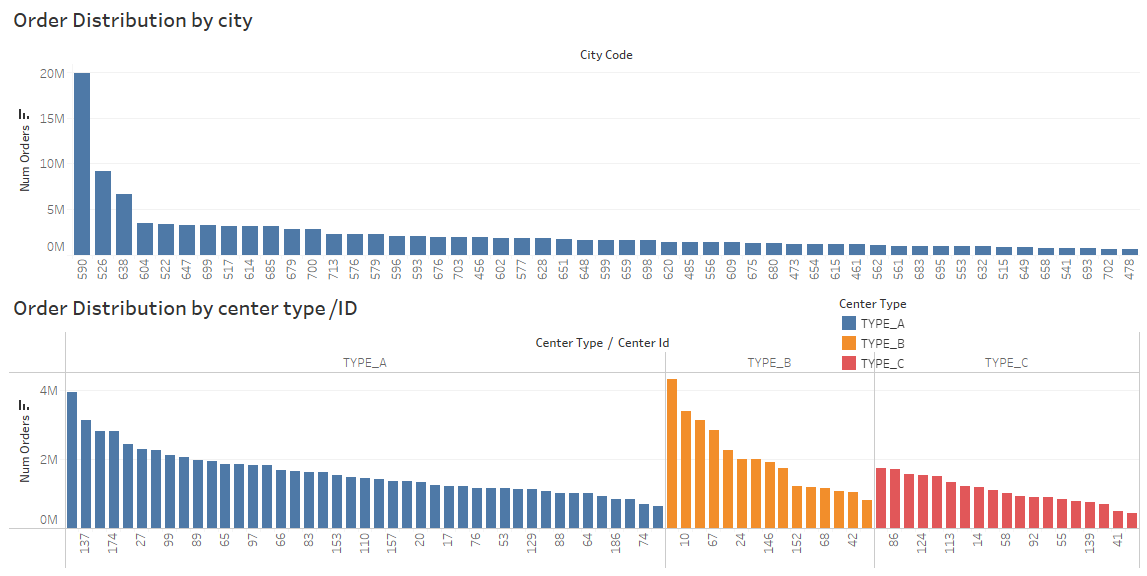 Order Distribution by city
City Code
20M
15M
10M
5M
0M
Num Orders
590 526 638 604 522 647 699 517 614 685 679 700 713 576 579 596 593 676 703 456 602 577 628 651 648 599 659 698 620 485 556 609 675 680 473 654 615 461 562 561 683 695 553 632 515 649 658 541 693 702 478
Order Distribution by center type /ID
Center Type
TYPE_A
TYPE_B
TYPE_C
Center Type / Center Id
TYPE_A TYPE_B TYPE_C
4M
2M
0M
Num Orders
137 174 27 99 89 65 97 66 83 153 110 157 20 17 76 53 129 88 64 186 74 10 67 24 146 152 68 42 86 124 113 14 58 92 55 139 41